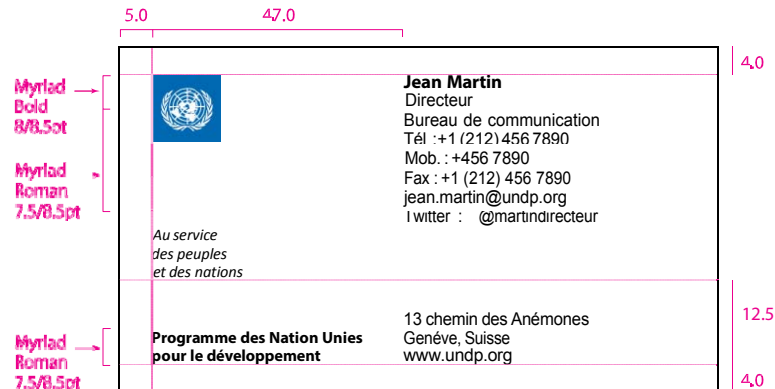 5.0 47.0
4.0
Myriad
Bold
8/8.5pt
Myriad
Roman
7.5/8.5pt
Jean Martin
Directeur
Bureau de communication
Tél :+1 (212) 456 7890
Mob. : +456 7890
Fax : +1 (212) 456 7890
jean.martin@undp.org
Twitter : @martindirecteur
Au service
des peuples
et des nations
12.5
Myriad
Roman
7.5/8.5pt
Programme des Nation Unies
pour le développement
13 chemin des Anémones
Genéve, Suisse
www.undp.org
4.0